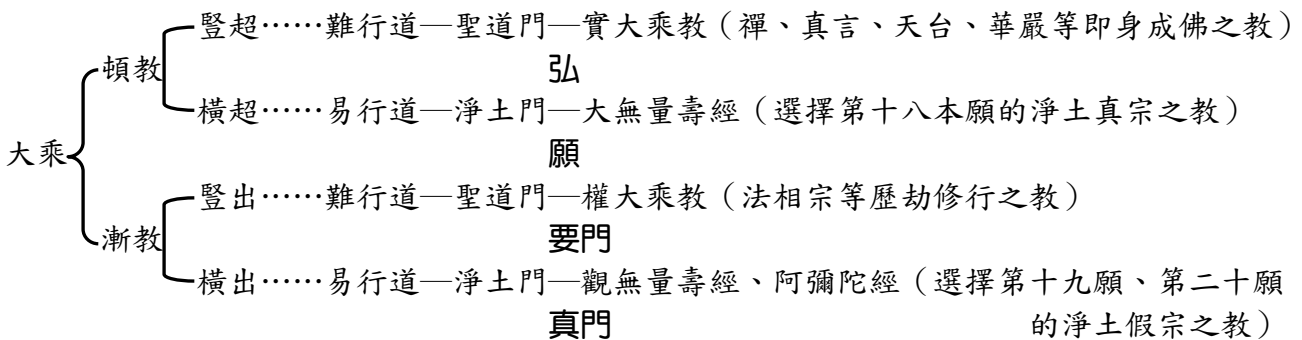 豎超……難行道—聖道門—實大乘教（禪、真言、天台、華嚴等即身成佛之教）
頓教
弘
橫超……易行道—淨土門—大無量壽經（選擇第十八本願的淨土真宗之教）
大乘
願
豎出……難行道—聖道門—權大乘教（法相宗等歷劫修行之教）
漸教
要門
橫出……易行道—淨土門—觀無量壽經、阿彌陀經（選擇第十九願、第二十願
真門
的淨土假宗之教）